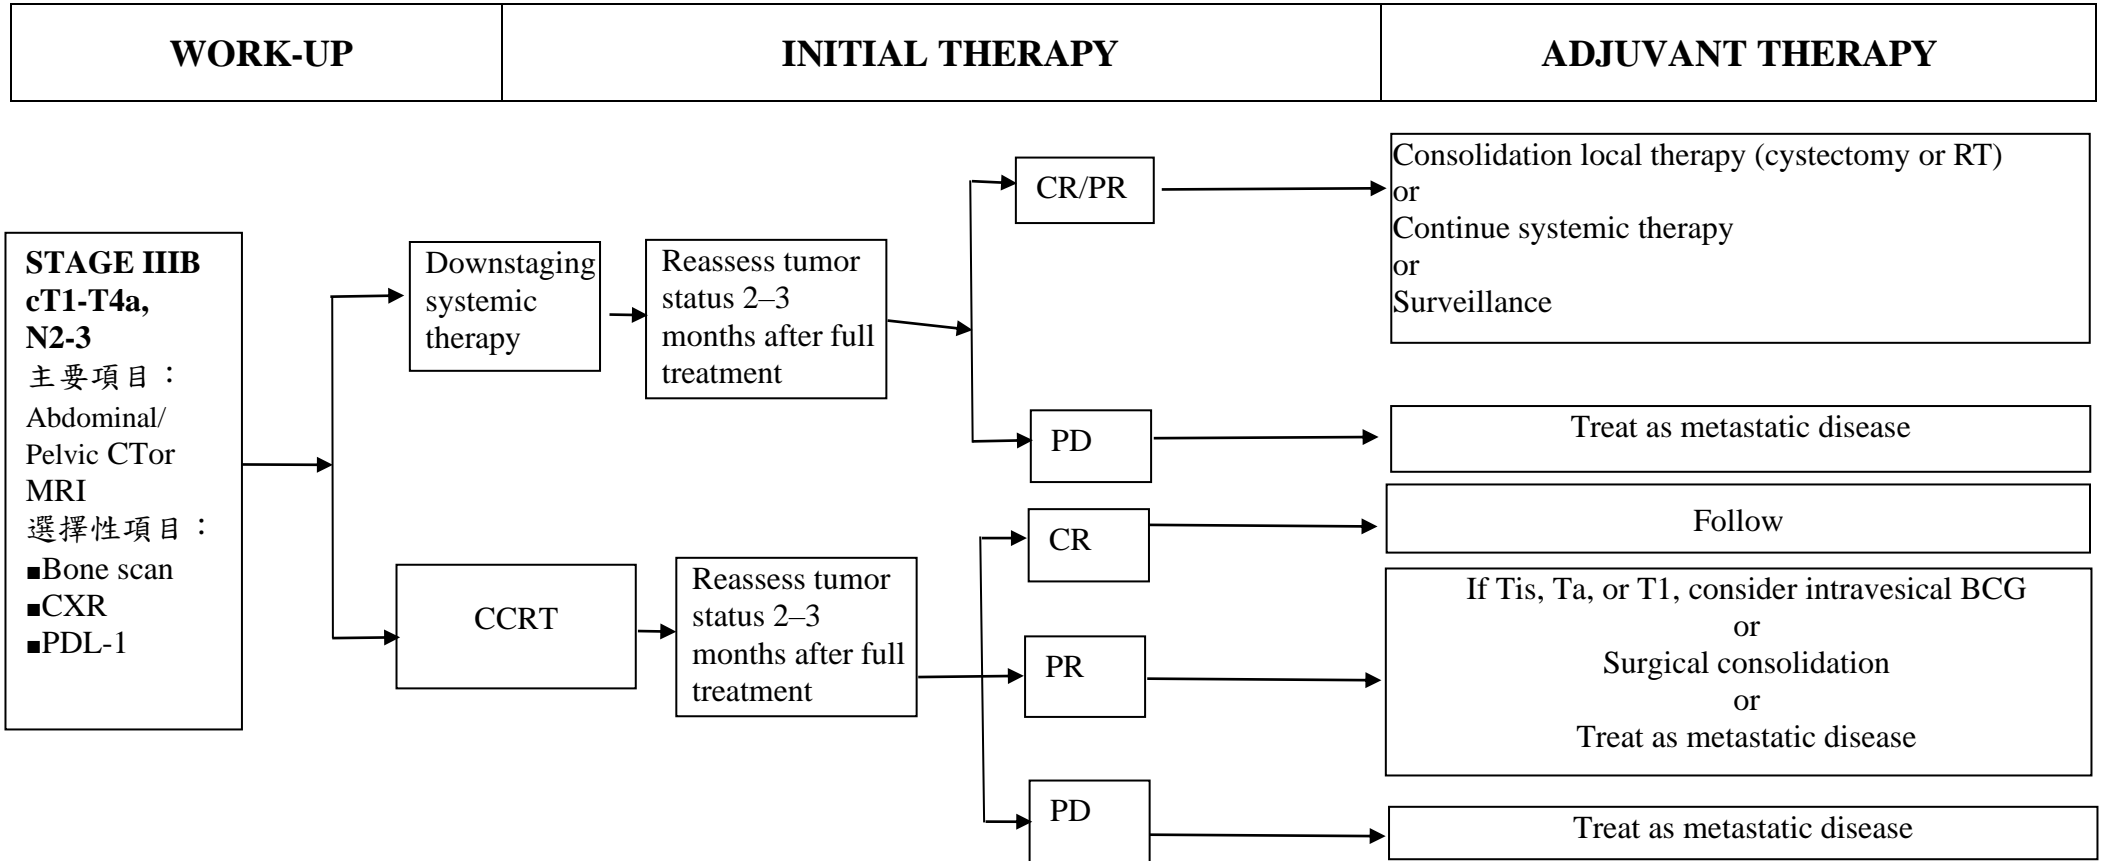 WORK-UP
INITIAL THERAPY
ADJUVANT THERAPY
STAGE IIIB
cT1-T4a,
N2-3
主要項目：
Abdominal/
Pelvic CTor
MRI
選擇性項目：
■Bone scan
■CXR
■PDL-1
Downstaging
systemic
therapy
Reassess tumor
status 2–3
months after full
treatment
CR/PR
Consolidation local therapy (cystectomy or RT)
or
Continue systemic therapy
or
Surveillance
PD
Treat as metastatic disease
CCRT
Reassess tumor
status 2–3
months after full
treatment
CR
Follow
PR
If Tis, Ta, or T1, consider intravesical BCG
or
Surgical consolidation
or
Treat as metastatic disease
PD
Treat as metastatic disease